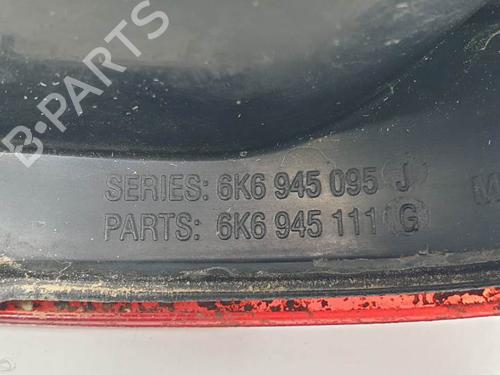 B-PARTS
SERIES: 6K6 945 095 J
PARTS: 6K6 945 111 G
M